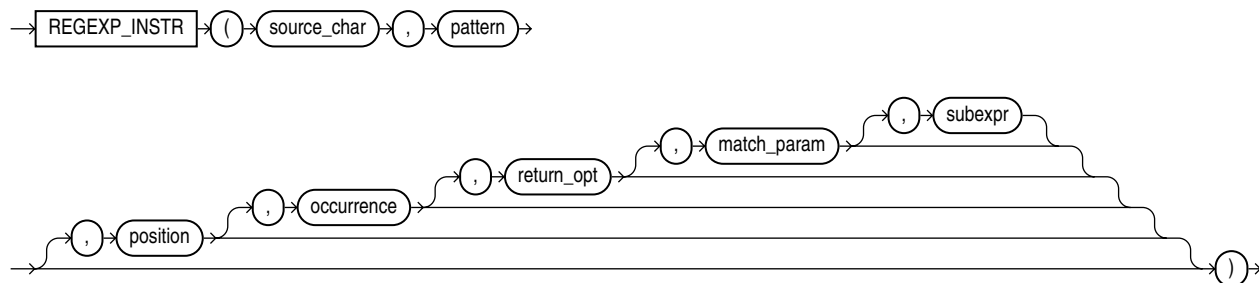 REGEXP_INSTR ( source_char , pattern
, subexpr
, match_param
, return_opt
, occurrence
, position
)